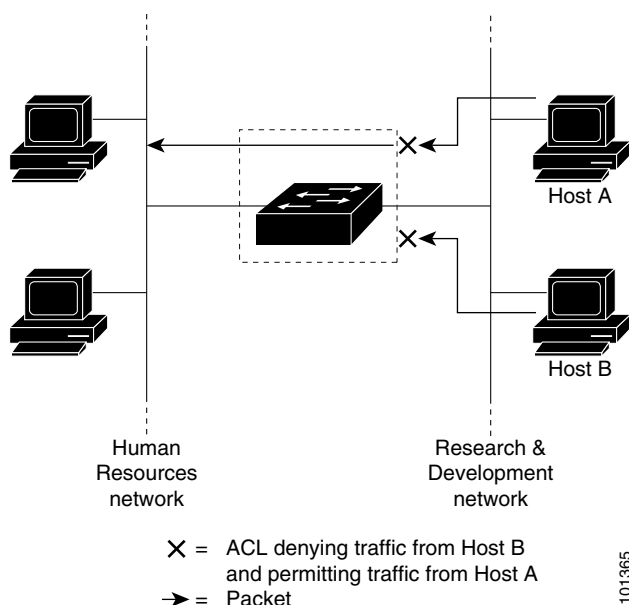 Host A
Host B
Human
Resources
network
Research &
Development
network
X = ACL denying traffic from Host B
and permitting traffic from Host A
= Packet
101365